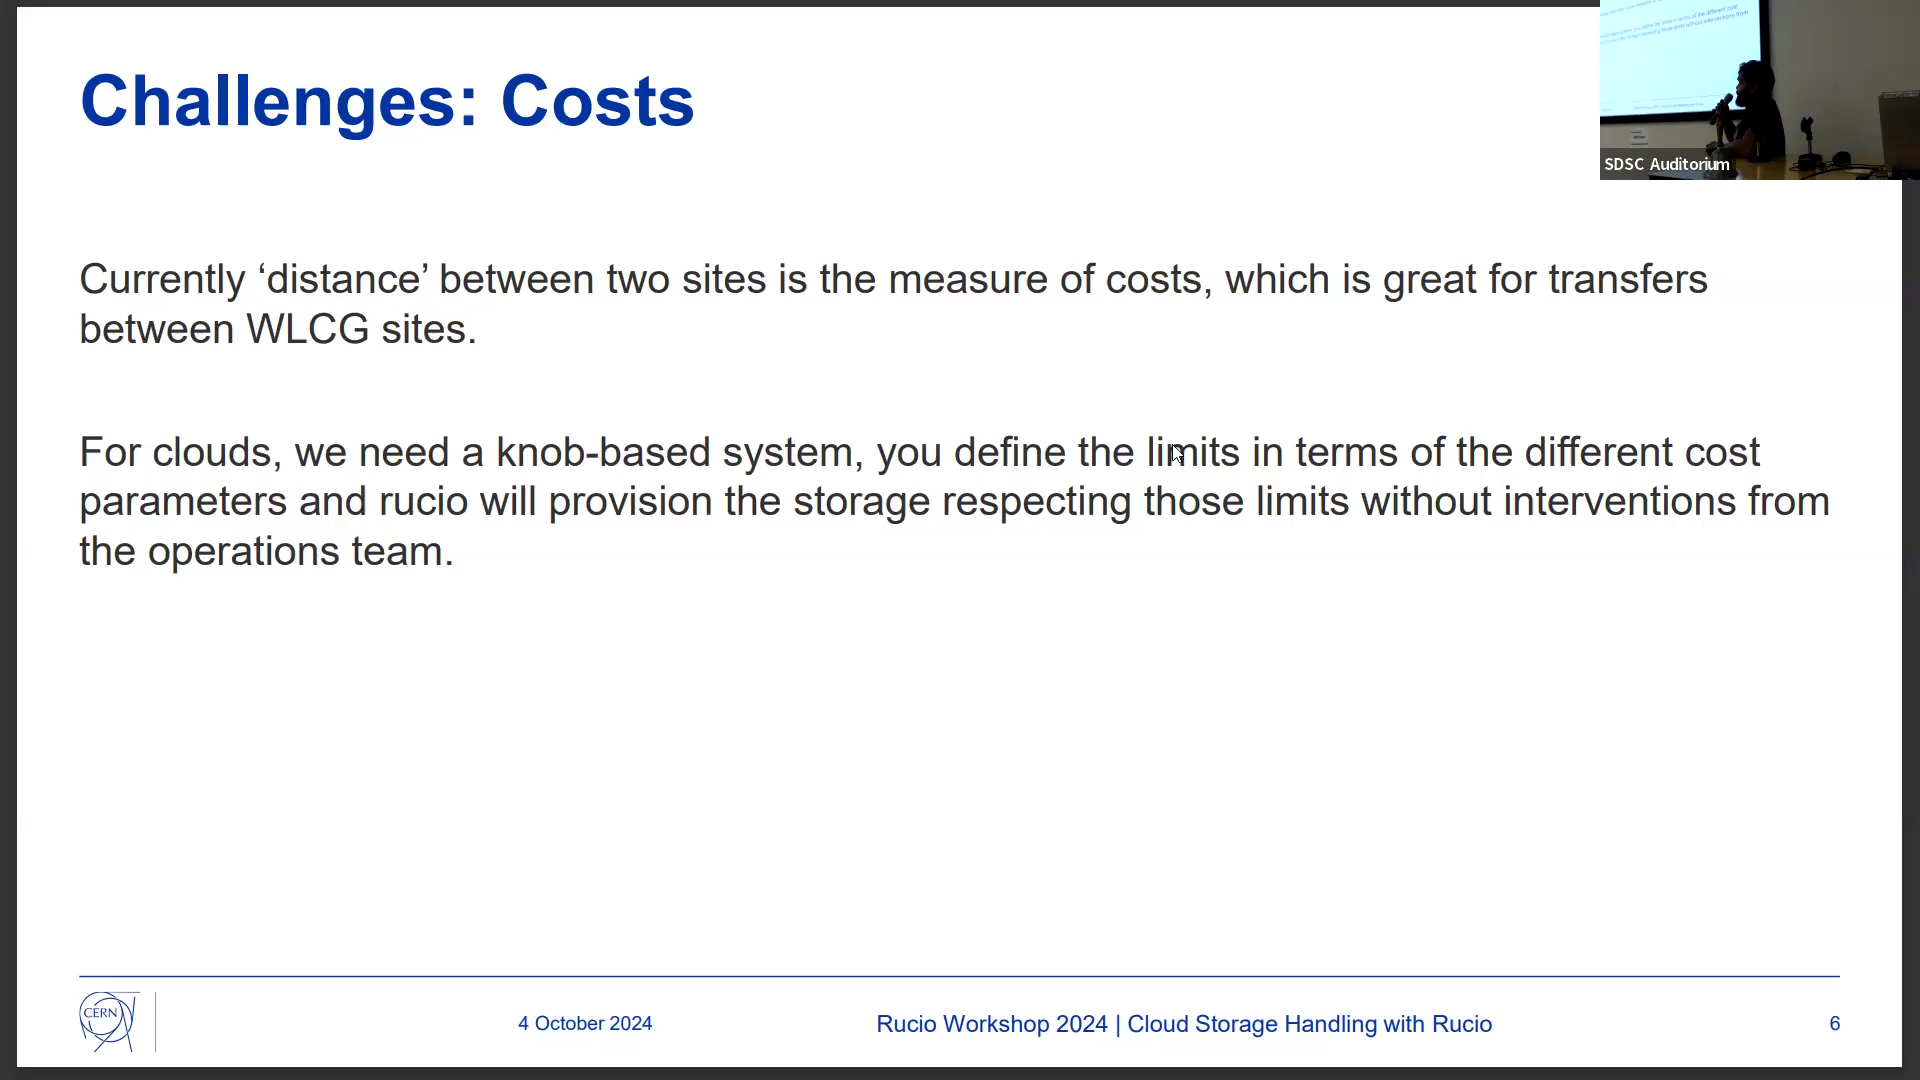 Challenges: Costs
SDSC Auditorium
Currently ‘distance’ between two sites is the measure of costs, which is great for transfers
between WLCG sites.
For clouds, we need a knob-based system, you define the limits in terms of the different cost
parameters and rucio will provision the storage respecting those limits without interventions from
the operations team.
CERN
4 October 2024
Rucio Workshop 2024 | Cloud Storage Handling with Rucio
6